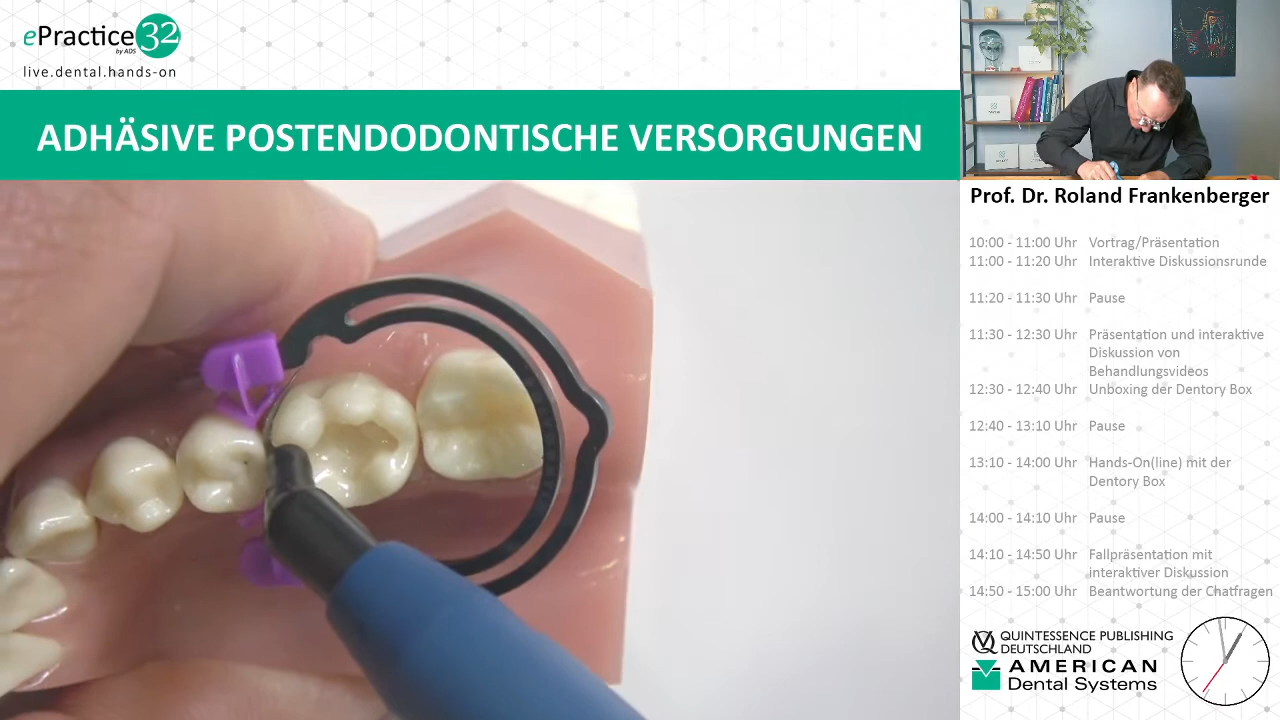 ePractice32
by ADS
live.dental.hands-on
ADHÄSIVE POSTENDODONTISCHE VERSORGUNGEN
Prof. Dr. Roland Frankenberger
10:00 - 11:00 Uhr Vortrag/Präsentation
11:00 - 11:20 Uhr Interaktive Diskussionsrunde
11:20 - 11:30 Uhr Pause
11:30 - 12:30 Uhr Präsentation und interaktive
Diskussion von
Behandlungsvideos
12:30 - 12:40 Uhr Unboxing der Dentory Box
12:40 - 13:10 Uhr Pause
13:10 - 14:00 Uhr Hands-On(line) mit der
Dentory Box
14:00 - 14:10 Uhr Pause
14:10 - 14:50 Uhr Fallpräsentation mit
interaktiver Diskussion
14:50 - 15:00 Uhr Beantwortung der Chatfragen
QUINTESSENCE PUBLISHING
DEUTSCHLAND
AMERICAN
Dental Systems